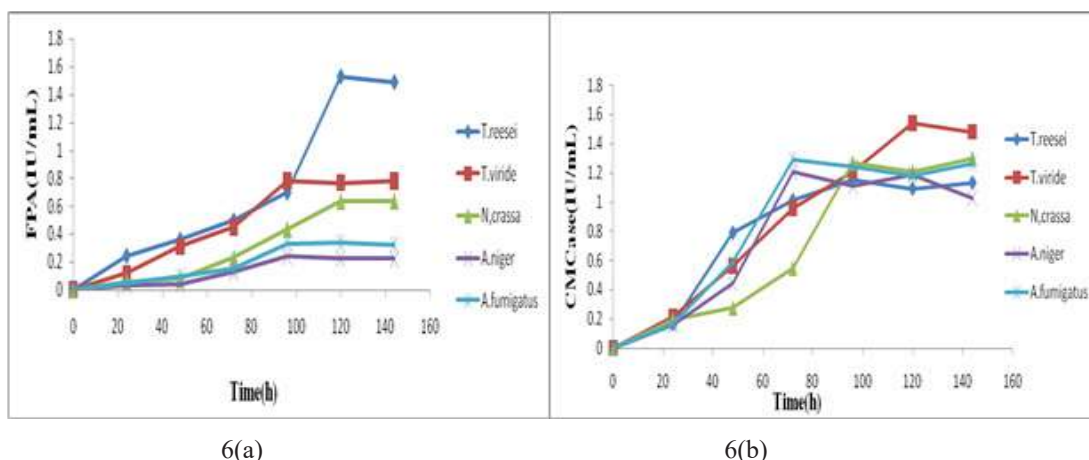 FPA(IU/mL)
1.8
1.6
1.4
1.2
1
0.8
0.6
0.4
0.2
0
0 20 40 60 80 100 120 140 160
Time(h)
T.reesei
T.viride
N,crassa
A.niger
A.fumigatus
6(a)
CMCase(IU/mL)
1.8
1.6
1.4
1.2
1
0.8
0.6
0.4
0.2
0
0 20 40 60 80 100 120 140 160
Time(h)
T.reesei
T.viride
N,crassa
A.niger
A.fumigatus
6(b)